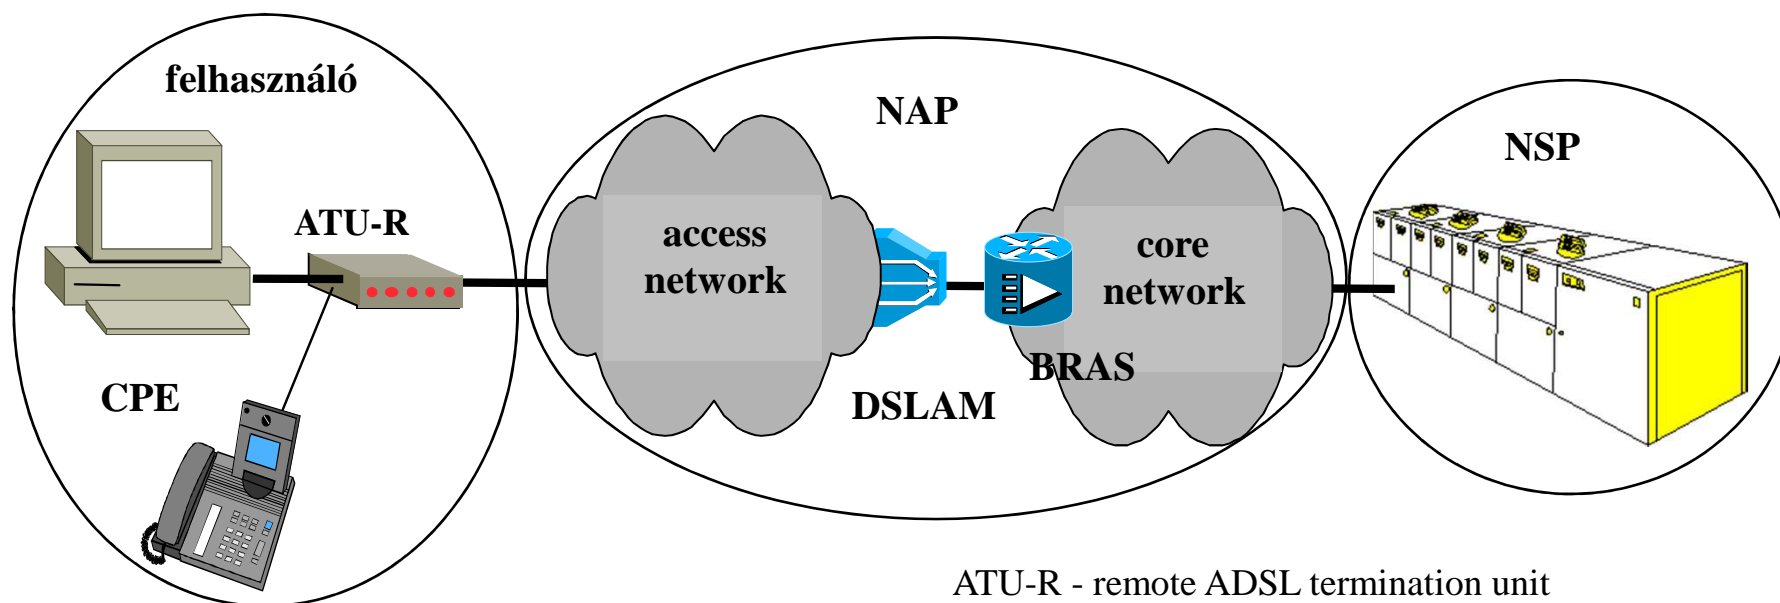 felhasználó
ATU-R
CPE
NAP
access
network
DSLAM
BRAS
core
network
NSP
ATU-R - remote ADSL termination unit